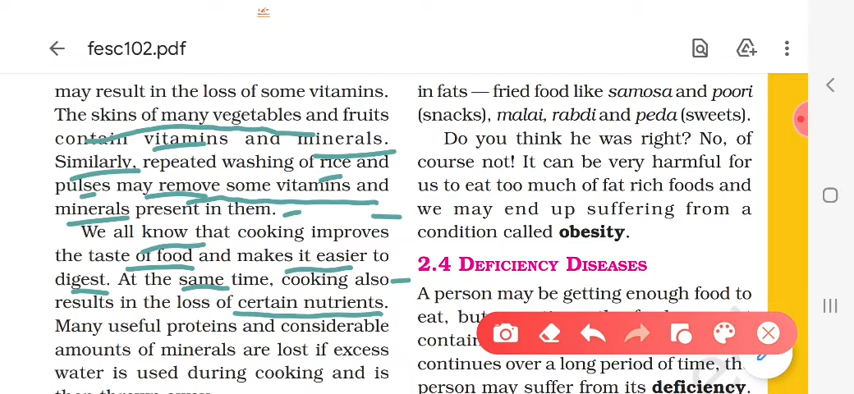 fesc102.pdf
may result in the loss of some vitamins.
The skins of many vegetables and fruits
contain vitamins and minerals.
Similarly, repeated washing of rice and
pulses may remove some vitamins and
minerals present in them.
We all know that cooking improves
the taste of food and makes it easier to
digest. At the same time, cooking also
results in the loss of certain nutrients.
Many useful proteins and considerable
amounts of minerals are lost if excess
water is used during cooking and is
in fats — fried food like samosa and poori
(snacks), malai, rabdi and peda (sweets).
Do you think he was right? No, of
course not! It can be very harmful for
us to eat too much of fat rich foods and
we may end up suffering from a
condition called obesity.
2.4 DEFICIENCY DISEASES
A person may be getting enough food to
eat, but
continues over a long period of time,
person may suffer from its deficiency.